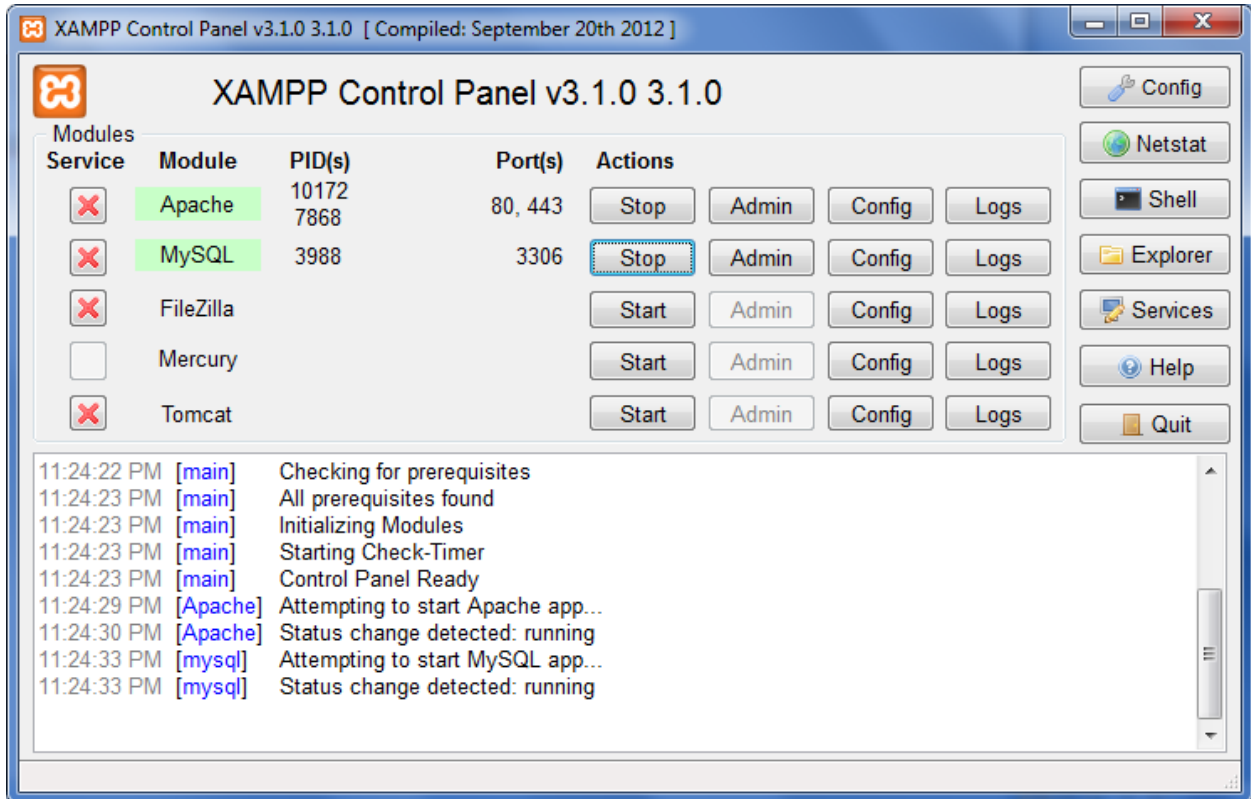 XAMPP Control Panel v3.1.0 3.1.0 [ Compiled: September 20th 2012 ]
XAMPP Control Panel v3.1.0 3.1.0
Config
Modules
Netstat
Service Module PID(s) Port(s) Actions
Apache 10172 7868 80, 443 Stop Admin Config Logs
Shell
MySQL 3988 3306 Stop Admin Config Logs
Explorer
FileZilla Start Admin Config Logs
Services
Mercury Start Admin Config Logs
Help
Tomcat Start Admin Config Logs
Quit
11:24:22 PM [main] Checking for prerequisites
11:24:23 PM [main] All prerequisites found
11:24:23 PM [main] Initializing Modules
11:24:23 PM [main] Starting Check-Timer
11:24:23 PM [main] Control Panel Ready
11:24:29 PM [Apache] Attempting to start Apache app...
11:24:30 PM [Apache] Status change detected: running
11:24:33 PM [mysql] Attempting to start MySQL app...
11:24:33 PM [mysql] Status change detected: running